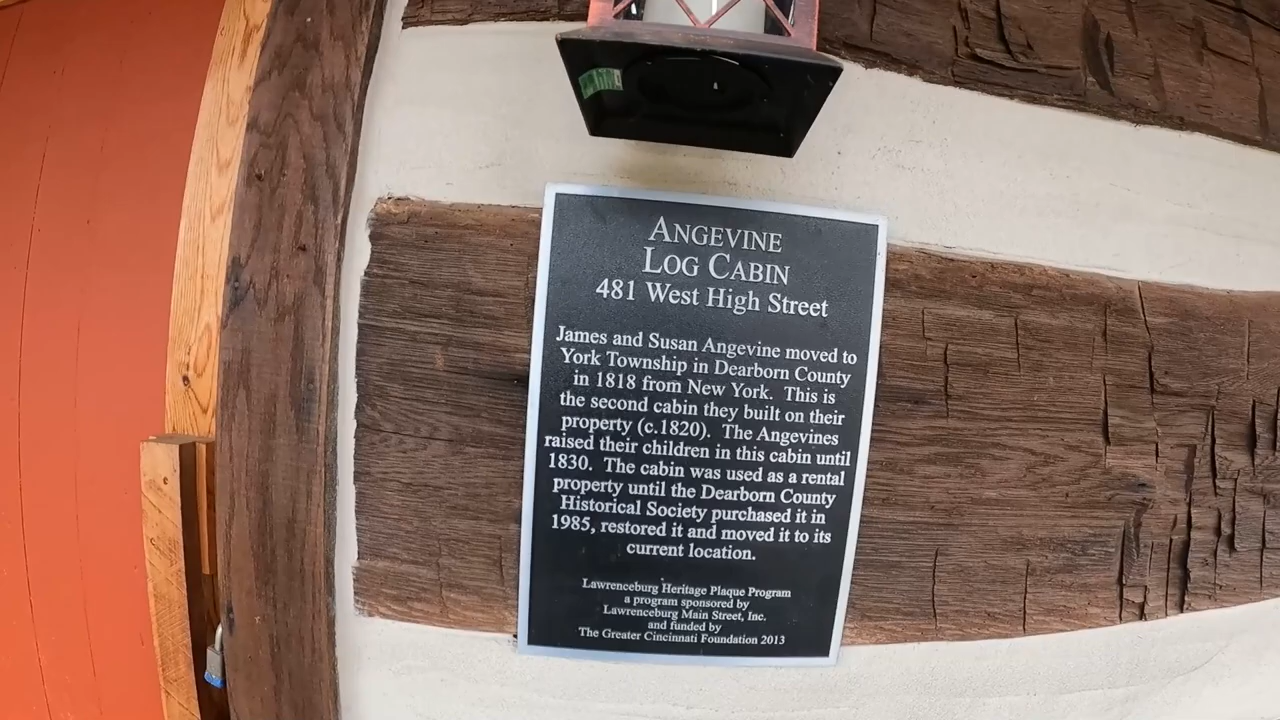 ANGEVINE
LOG CABIN
481 West High Street
James and Susan Angevine moved to
York Township in Dearborn County
in 1818 from New York. This is
the second cabin they built on their
property (c.1820). The Angevines
raised their children in this cabin until
1830. The cabin was used as a rental
property until the Dearborn County
Historical Society purchased it in
1985, restored it and moved it to its
current location.
Lawrenceburg Heritage Plaque Program
a program sponsored by
Lawrenceburg Main Street, Inc.
and funded by
The Greater Cincinnati Foundation 2013